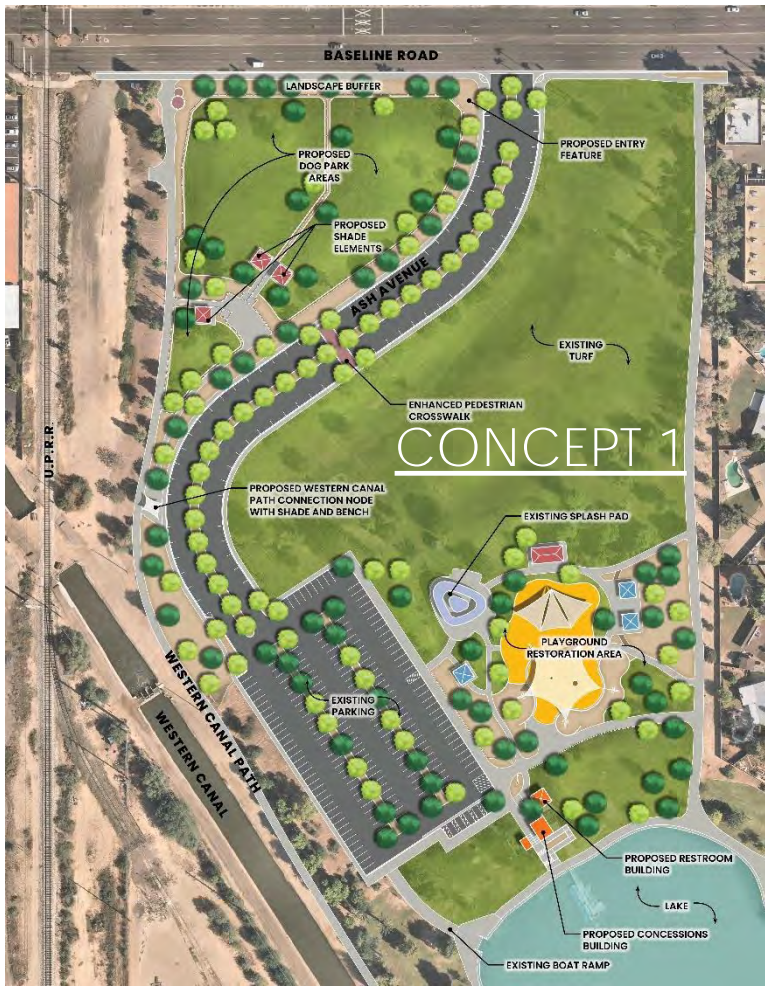 BASELINE ROAD
LANDSCAPE BUFFER
PROPOSED ENTRY
FEATURE
PROPOSED
DOG PARK
AREAS
PROPOSED
SHADE
ELEMENTS
ASH AVENUE
EXISTING
TURF
ENHANCED PEDESTRIAN
CROSSWALK
CONCEPT 1
U.P.R.R.
PROPOSED WESTERN CANAL
PATH CONNECTION NODE
WITH SHADE AND BENCH
EXISTING SPLASH PAD
PLAYGROUND
RESTORATION AREA
WESTERN CANAL PATH
WESTERN CANAL
EXISTING
PARKING
PROPOSED RESTROOM
BUILDING
LAKE
PROPOSED CONCESSIONS
BUILDING
EXISTING BOAT RAMP